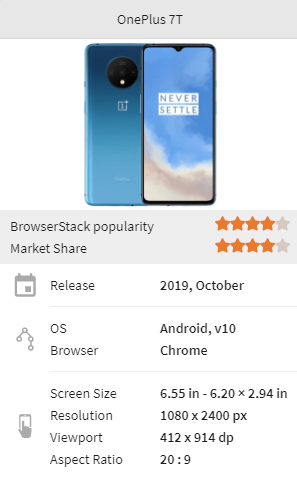 OnePlus 7T
NEVER
SETTLE
BrowserStack popularity
Market Share
Release 2019, October
OS Android, v10
Browser Chrome
Screen Size 6.55 in - 6.20 × 2.94 in
Resolution 1080 x 2400 px
Viewport 412 x 914 dp
Aspect Ratio 20 : 9